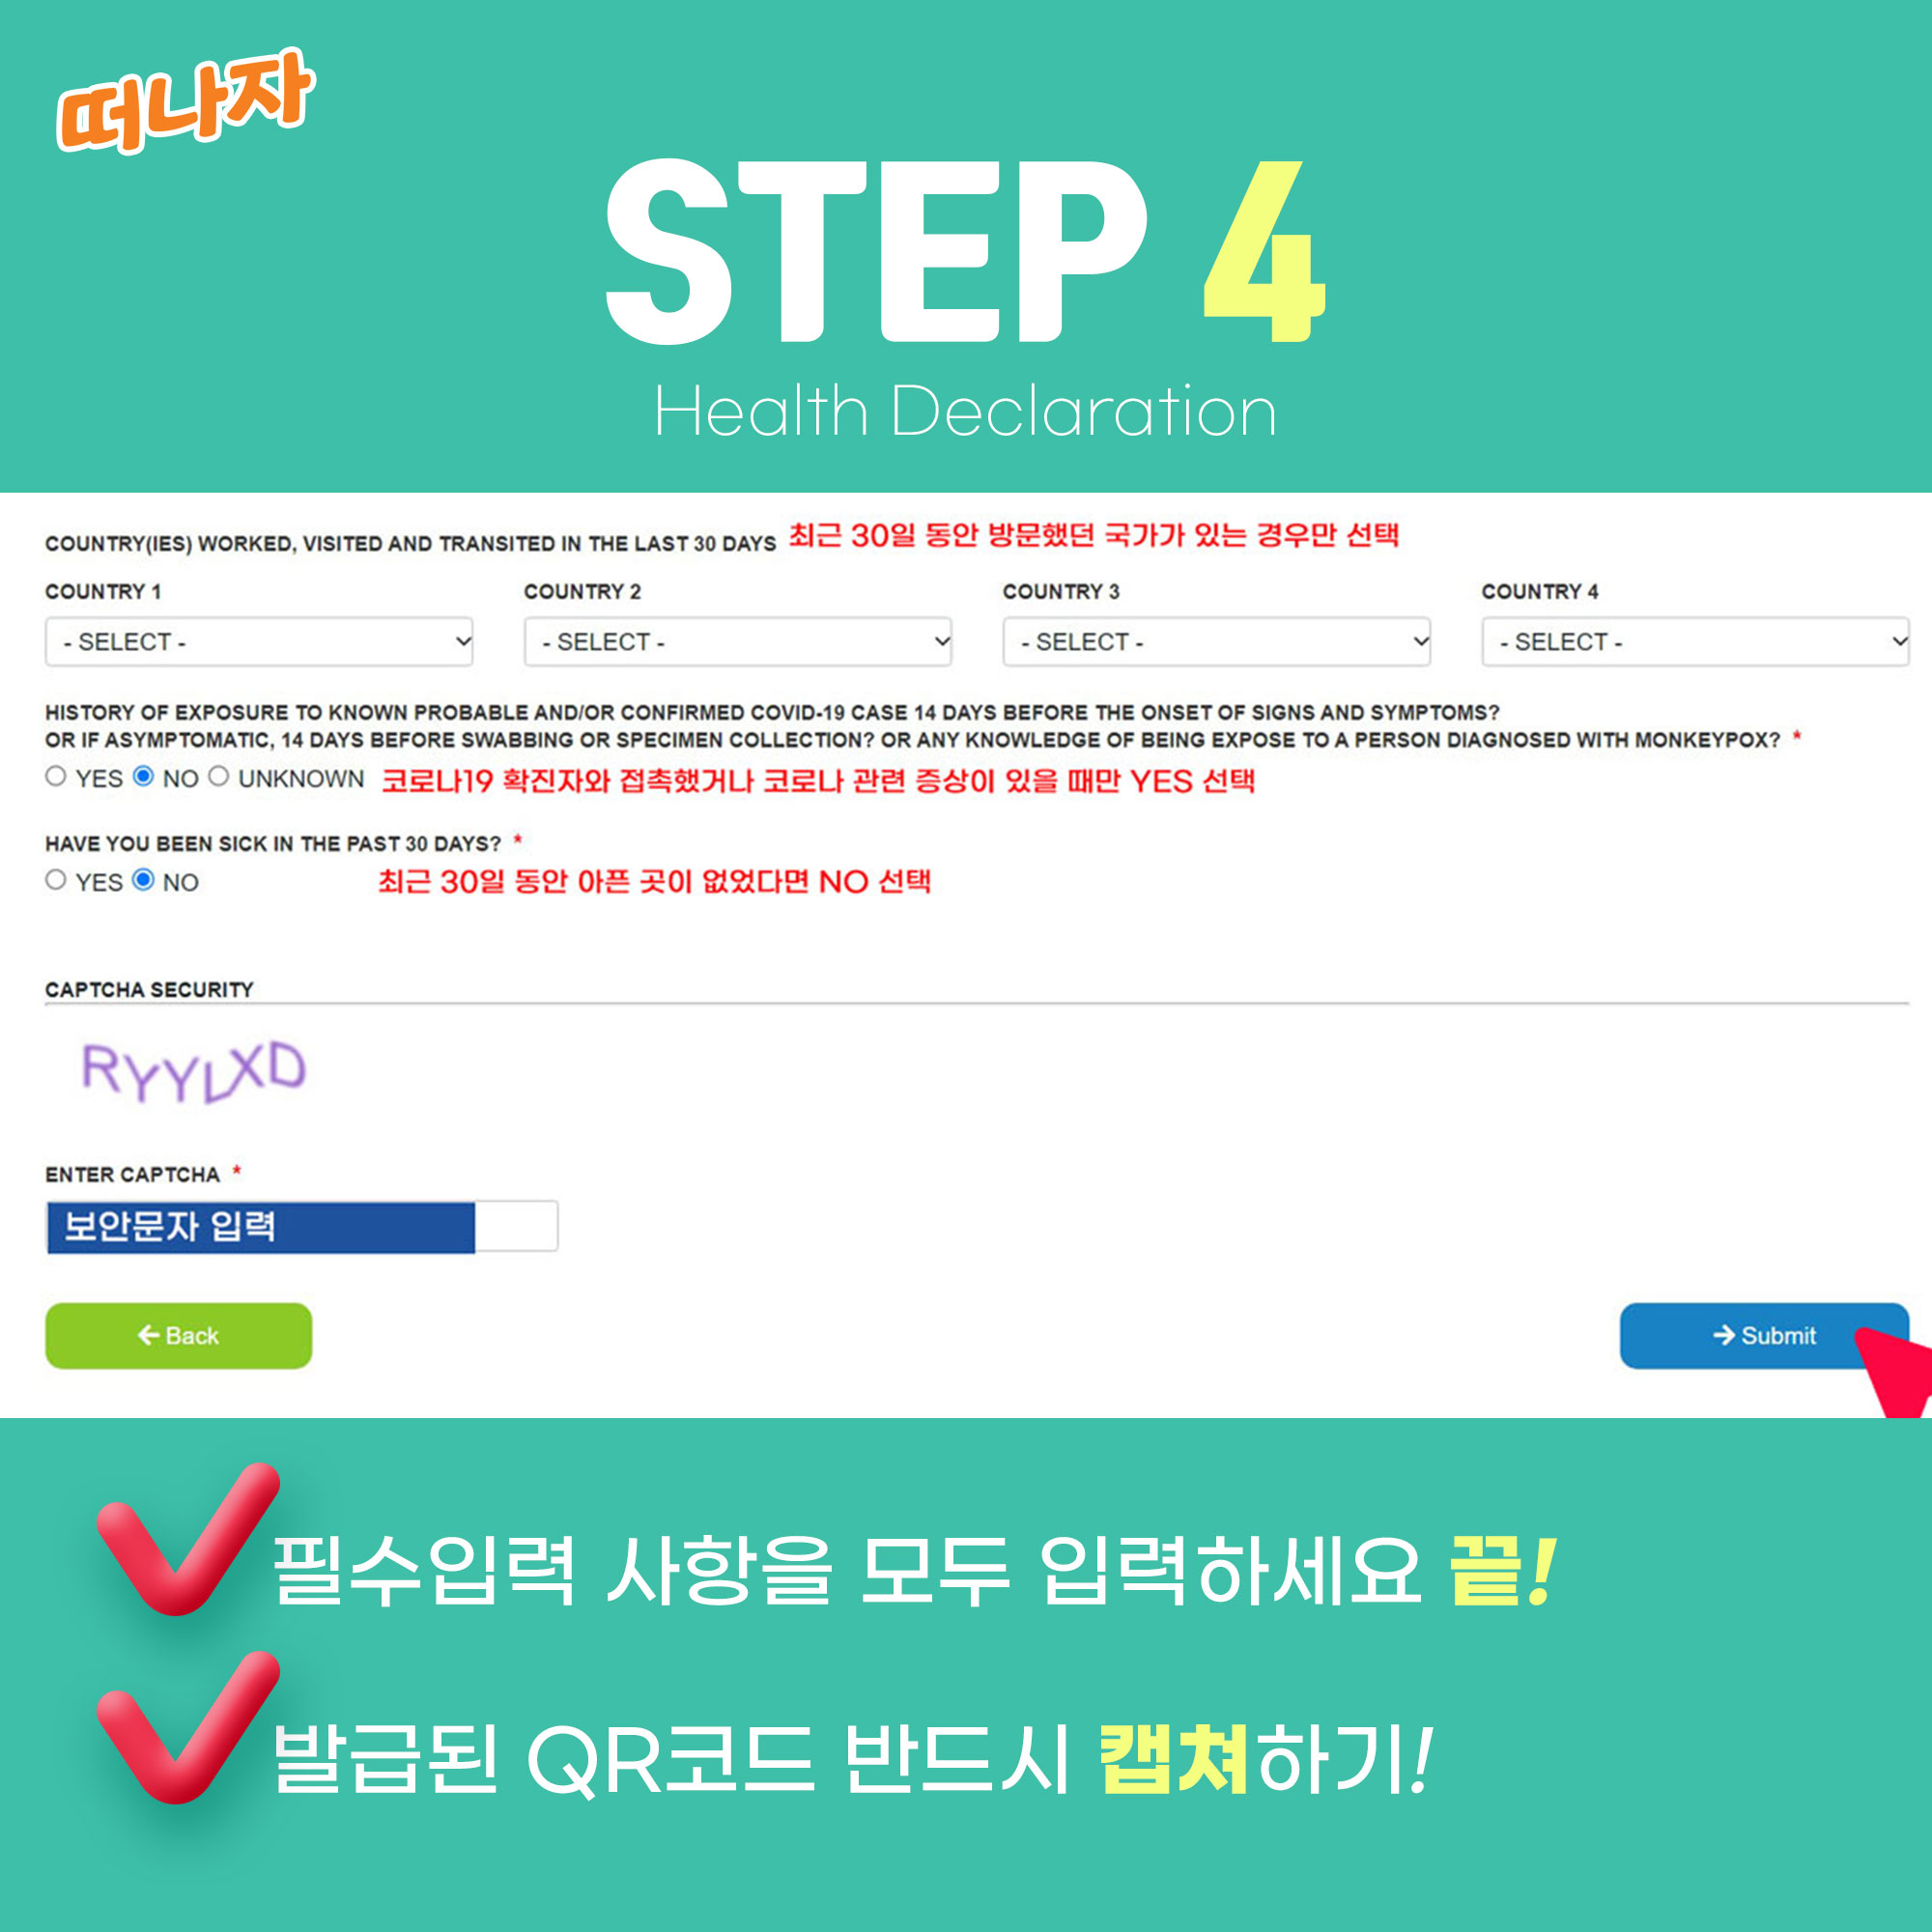 떠나자
STEP 4
Health Declaration
COUNTRY(IES) WORKED, VISITED AND TRANSITED IN THE LAST 30 DAYS 최근 30일 동안 방문했던 국가가 있는 경우만 선택
COUNTRY 1 COUNTRY 2 COUNTRY 3 COUNTRY 4
- SELECT - - SELECT - - SELECT - - SELECT -
HISTORY OF EXPOSURE TO KNOWN PROBABLE AND/OR CONFIRMED COVID-19 CASE 14 DAYS BEFORE THE ONSET OF SIGNS AND SYMPTOMS?
OR IF ASYMPTOMATIC, 14 DAYS BEFORE SWABBING OR SPECIMEN COLLECTION? OR ANY KNOWLEDGE OF BEING EXPOSE TO A PERSON DIAGNOSED WITH MONKEYPOX? *
YES NO UNKNOWN 코로나19 확진자와 접촉했거나 코로나 관련 증상이 있을 때만 YES 선택
HAVE YOU BEEN SICK IN THE PAST 30 DAYS? *
YES NO 최근 30일 동안 아픈 곳이 없었다면 NO 선택
CAPTCHA SECURITY
RYYLXD
ENTER CAPTCHA *
보안문자 입력
← Back → Submit
필수입력 사항을 모두 입력하세요 끝!
발급된 QR코드 반드시 캡쳐하기!